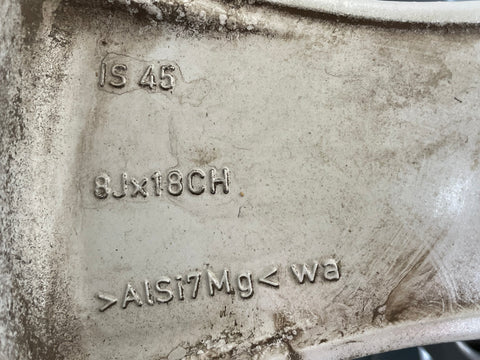 IS 45
8Jx18CH
>AlSi7Mg< wa